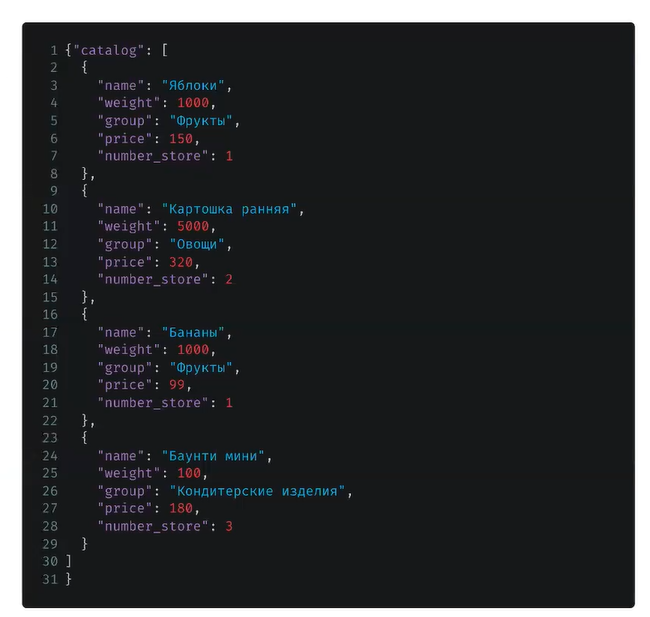 1 {"catalog": [
2 {
3 "name": "Яблоки",
4 "weight": 1000,
5 "group": "Фрукты",
6 "price": 150,
7 "number_store": 1
8 },
9 {
10 "name": "Картошка ранняя",
11 "weight": 5000,
12 "group": "Овощи",
13 "price": 320,
14 "number_store": 2
15 },
16 {
17 "name": "Бананы",
18 "weight": 1000,
19 "group": "Фрукты",
20 "price": 99,
21 "number_store": 1
22 },
23 {
24 "name": "Баунти мини",
25 "weight": 100,
26 "group": "Кондитерские изделия",
27 "price": 180,
28 "number_store": 3
29 }
30 ]
31 }